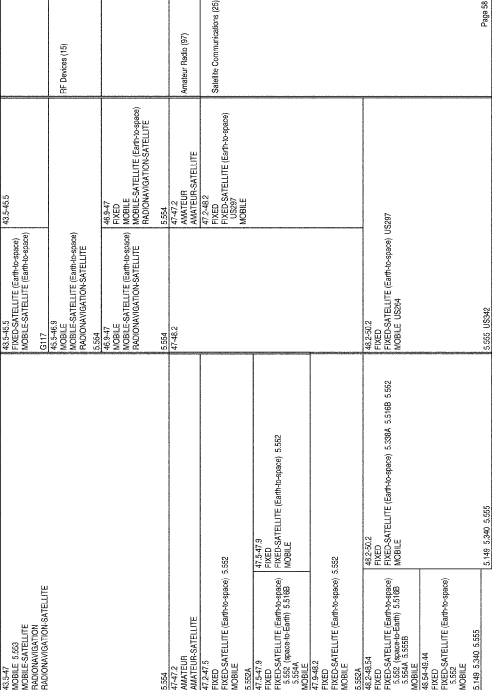 43.5-47
MOBILE 5.553
MOBILE-SATELLITE
RADIONAVIGATION
RADIONAVIGATION-SATELLITE
5.554
43.5-45.5
FIXED-SATELLITE (Earth-to-space)
MOBILE-SATELLITE (Earth-to-space)
G117
43.5-45.5
45.5-46.9
MOBILE
MOBILE-SATELLITE (Earth-to-space)
RADIONAVIGATION-SATELLITE
5.554
RF Devices (15)
46.9-47
MOBILE
MOBILE-SATELLITE (Earth-to-space)
RADIONAVIGATION-SATELLITE
5.554
46.9-47
FIXED
MOBILE
MOBILE-SATELLITE (Earth-to-space)
RADIONAVIGATION-SATELLITE
5.554
47-47.2
AMATEUR
AMATEUR-SATELLITE
47-48.2
47-47.2
AMATEUR
AMATEUR-SATELLITE
Amateur Radio (97)
47.2-47.5
FIXED
FIXED-SATELLITE (Earth-to-space) 5.552
MOBILE
5.552A
47.2-48.2
FIXED
FIXED-SATELLITE (Earth-to-space)
US297
MOBILE
Satellite Communications (25)
47.5-47.9
FIXED
FIXED-SATELLITE (Earth-to-space)
5.552 (space-to-Earth) 5.516B
5.554A
MOBILE
47.5-47.9
FIXED
FIXED-SATELLITE (Earth-to-space) 5.552
MOBILE
47.9-48.2
FIXED
FIXED-SATELLITE (Earth-to-space) 5.552
MOBILE
5.552A
48.2-48.54
FIXED
FIXED-SATELLITE (Earth-to-space)
5.552 (space-to-Earth) 5.516B
5.554A 5.555B
MOBILE
48.2-50.2
FIXED
FIXED-SATELLITE (Earth-to-space) 5.338A 5.516B 5.552
MOBILE
48.2-50.2
FIXED
FIXED-SATELLITE (Earth-to-space) US297
MOBILE US264
48.54-49.44
FIXED
FIXED-SATELLITE (Earth-to-space)
5.552
MOBILE
5.149 5.340 5.555
5.149 5.340 5.555
5.555 US342
Page 58